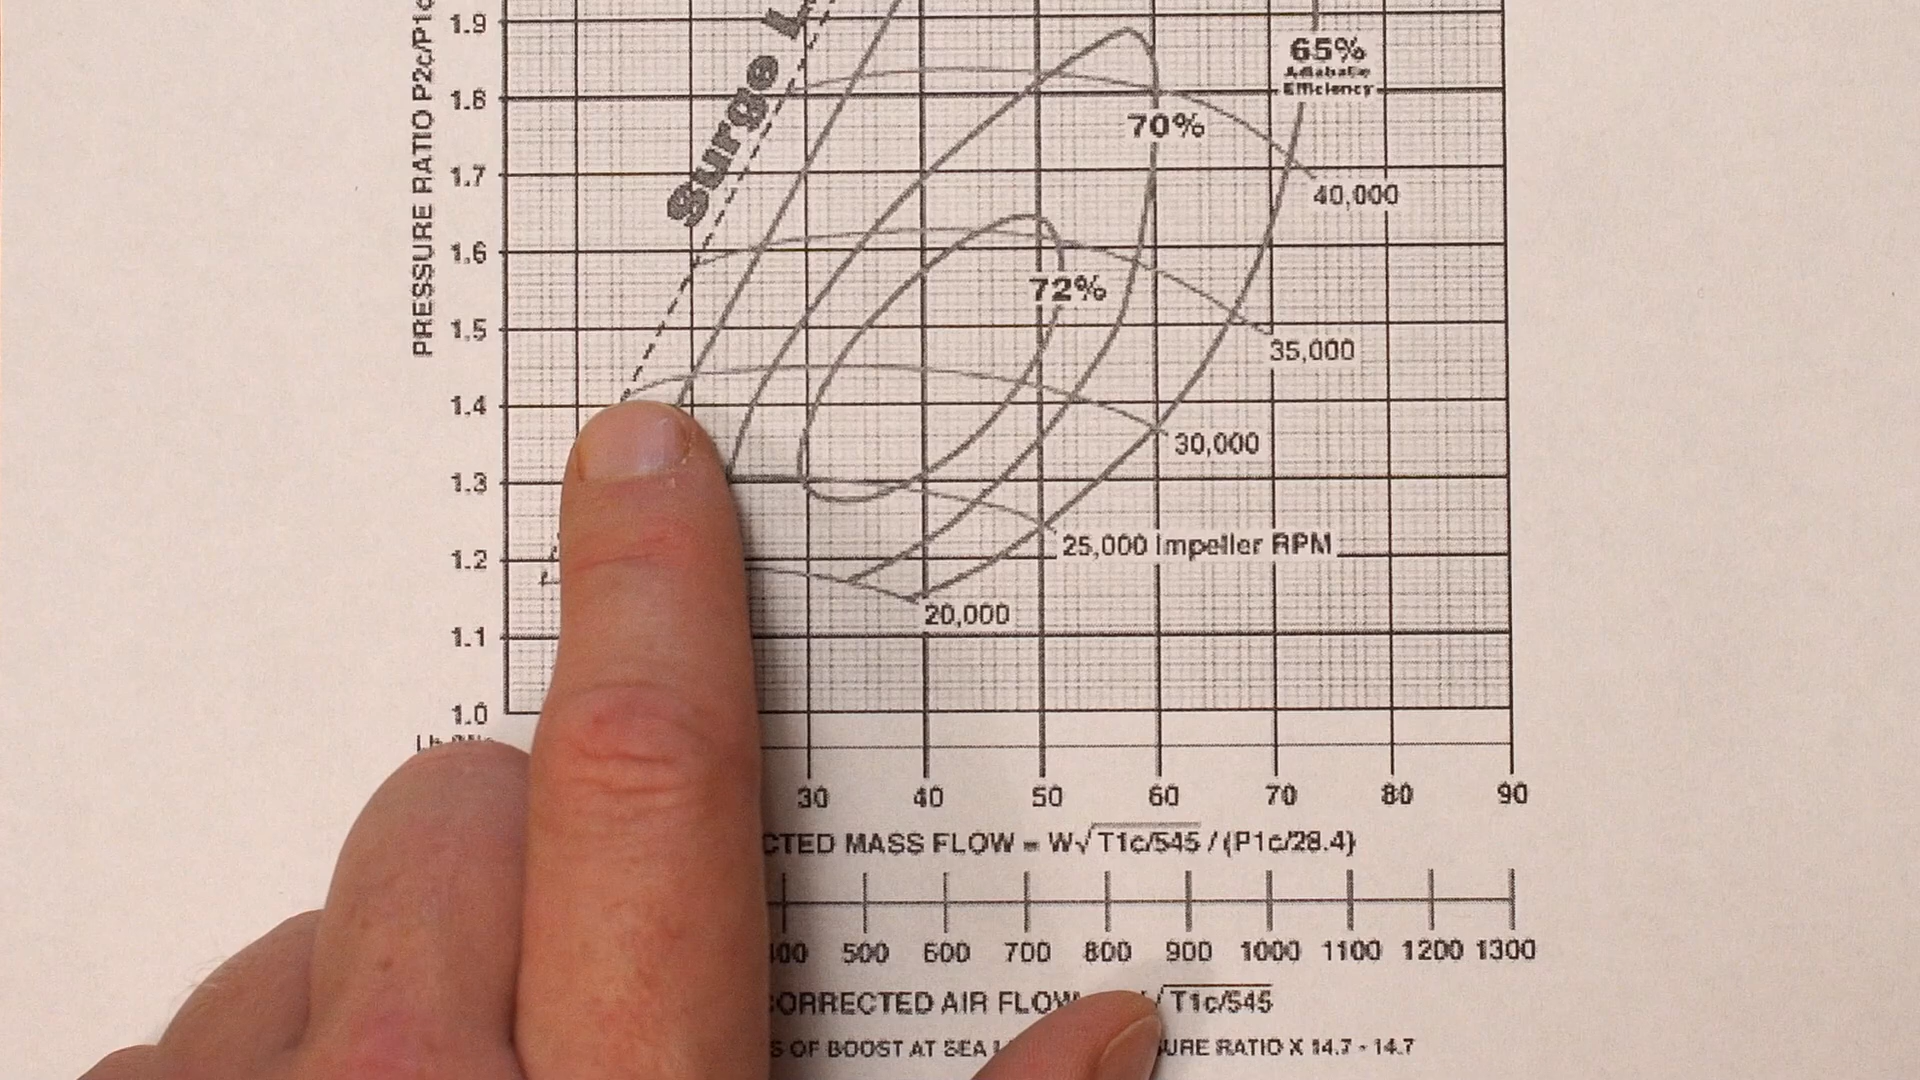 PRESSURE RATIO P2c/P1c
1.9
1.8
1.7
1.6
1.5
1.4
1.3
1.2
1.1
1.0
Surge
65%
Adiabatic
Efficiency
70%
72%
40,000
35,000
30,000
25,000 Impeller RPM
20,000
30 40 50 60 70 80 90
MASS FLOW = W√T1c/545 / (P1c/28.4)
500 600 700 800 900 1000 1100 1200 1300
AIR FLOW √T1c/545
OF BOOST AT SEA RATIO X 14.7 - 14.7